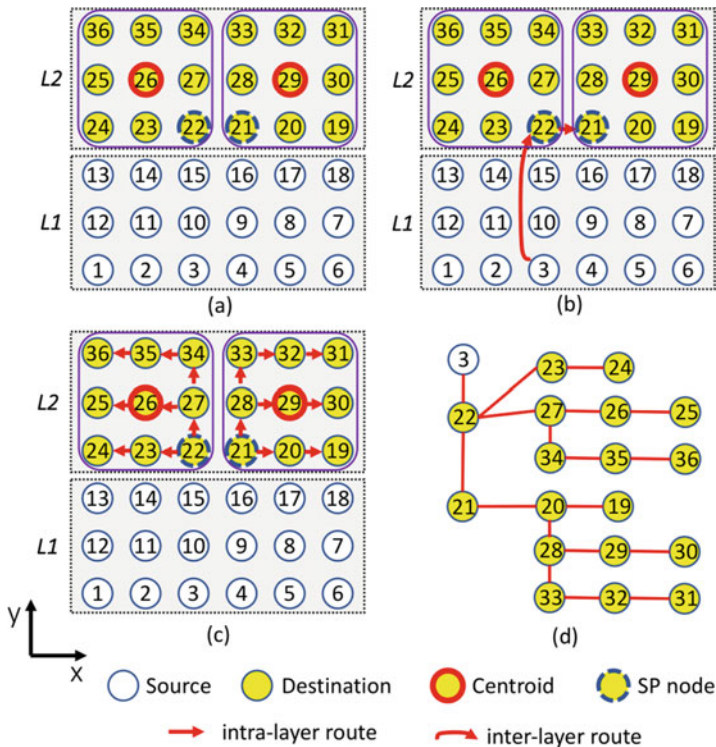 36 35 34 33 32 31
L2 25 26 27 28 29 30
24 23 22 21 20 19
13 14 15 16 17 18
L1 12 11 10 9 8 7
1 2 3 4 5 6
(a)
36 35 34 33 32 31
L2 25 26 27 28 29 30
24 23 22 21 20 19
13 14 15 16 17 18
L1 12 11 10 9 8 7
1 2 3 4 5 6
(b)
36 35 34 33 32 31
L2 25 26 27 28 29 30
24 23 22 21 20 19
13 14 15 16 17 18
L1 12 11 10 9 8 7
1 2 3 4 5 6
(c)
y
x
3
23 24
22 27 26 25
34 35 36
21 20 19
28 29 30
33 32 31
(d)
Source Destination Centroid SP node
intra-layer route inter-layer route